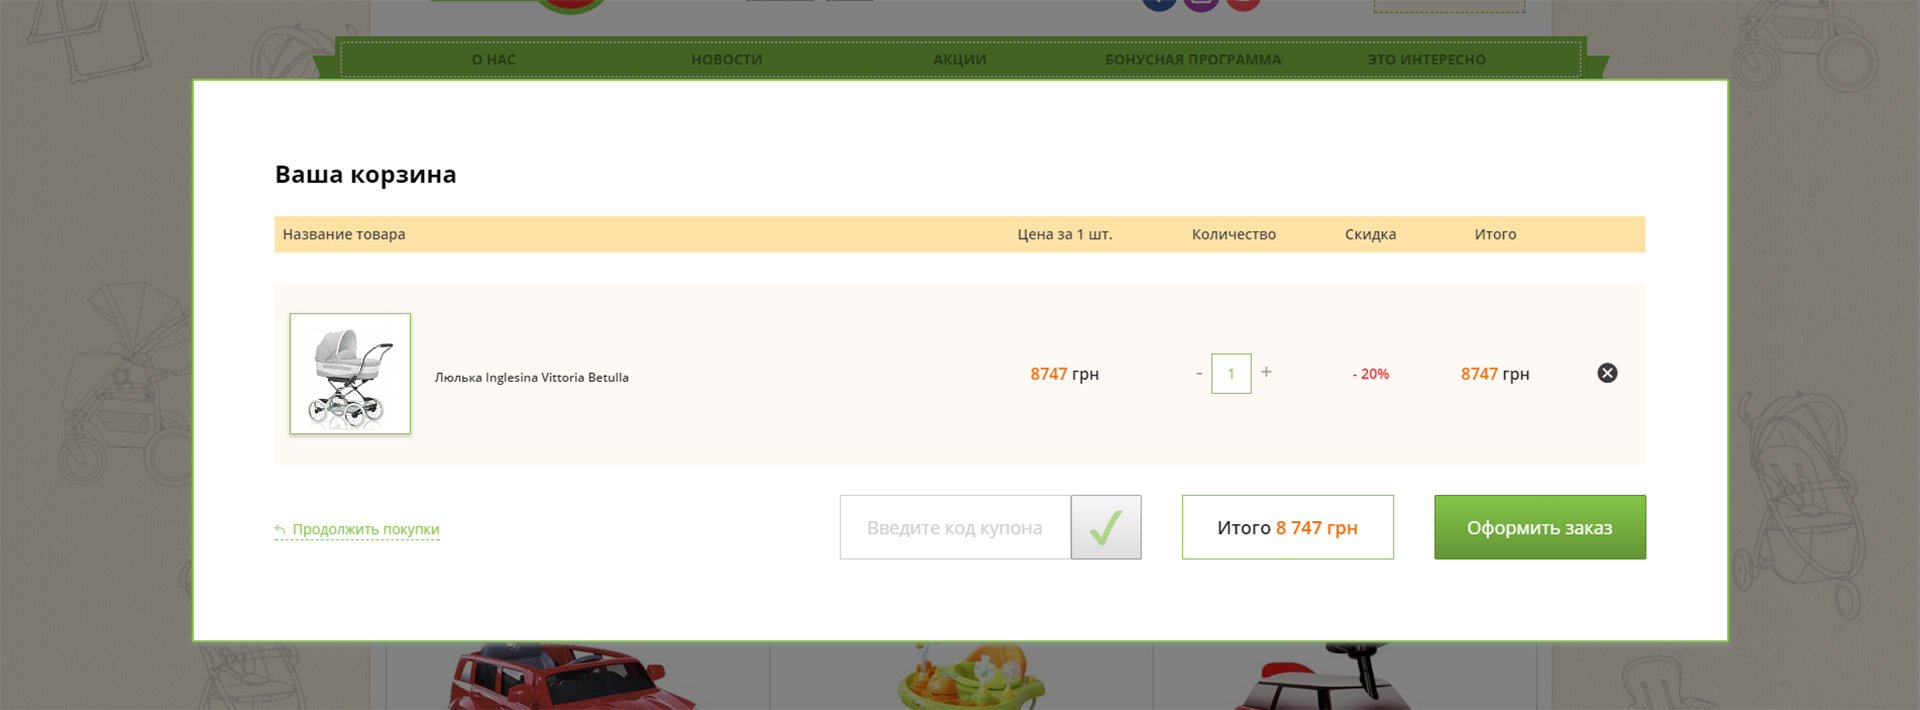 О НАС НОВОСТИ АКЦИИ БОНУСНАЯ ПРОГРАММА ЭТО ИНТЕРЕСНО
Ваша корзина
Название товара Цена за 1 шт. Количество Скидка Итого
Люлька Inglesina Vittoria Betulla 8747 грн - 1 + - 20% 8747 грн
Продолжить покупки Введите код купона Итого 8 747 грн Оформить заказ